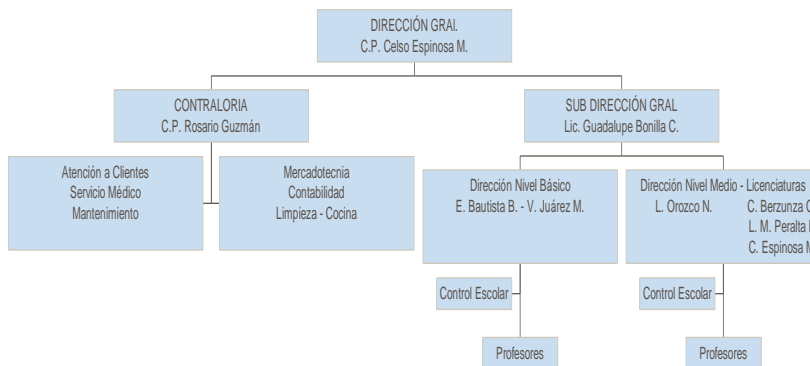 DIRECCIÓN GRAL.
C.P. Celso Espinosa M.
CONTRALORIA
C.P. Rosario Guzmán
SUB DIRECCIÓN GRAL
Lic. Guadalupe Bonilla C.
Atención a Clientes
Servicio Médico
Mantenimiento
Mercadotecnia
Contabilidad
Limpieza - Cocina
Dirección Nivel Básico
E. Bautista B. - V. Juárez M.
Dirección Nivel Medio - Licenciaturas
L. Orozco N. C. Berzunza
L. M. Peralta
C. Espinosa M
Control Escolar
Control Escolar
Profesores
Profesores